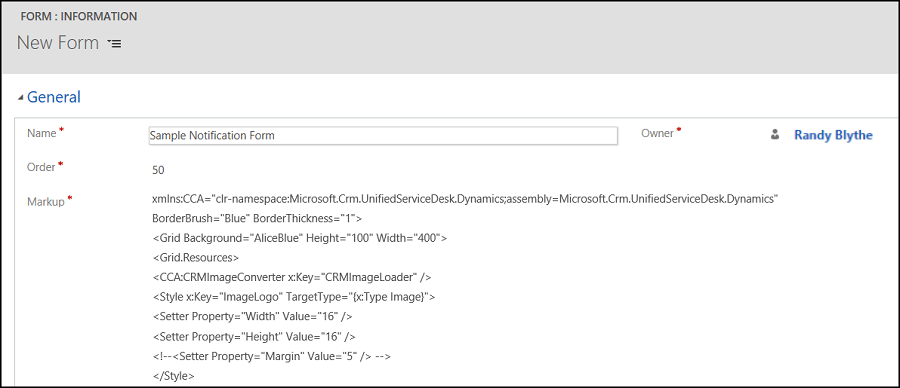 FORM : INFORMATION
New Form
General
Name * Sample Notification Form Owner * Randy Blythe
Order * 50
Markup * xmlns:CCA="clr-namespace:Microsoft.Crm.UnifiedServiceDesk.Dynamics;assembly=Microsoft.Crm.UnifiedServiceDesk.Dynamics"
BorderBrush="Blue" BorderThickness="1">
<Grid Background="AliceBlue" Height="100" Width="400">
<Grid.Resources>
<CCA:CRMImageConverter x:Key="CRMImageLoader" />
<Style x:Key="ImageLogo" TargetType="{x:Type Image}">
<Setter Property="Width" Value="16" />
<Setter Property="Height" Value="16" />
<!--<Setter Property="Margin" Value="5" /> -->
</Style>